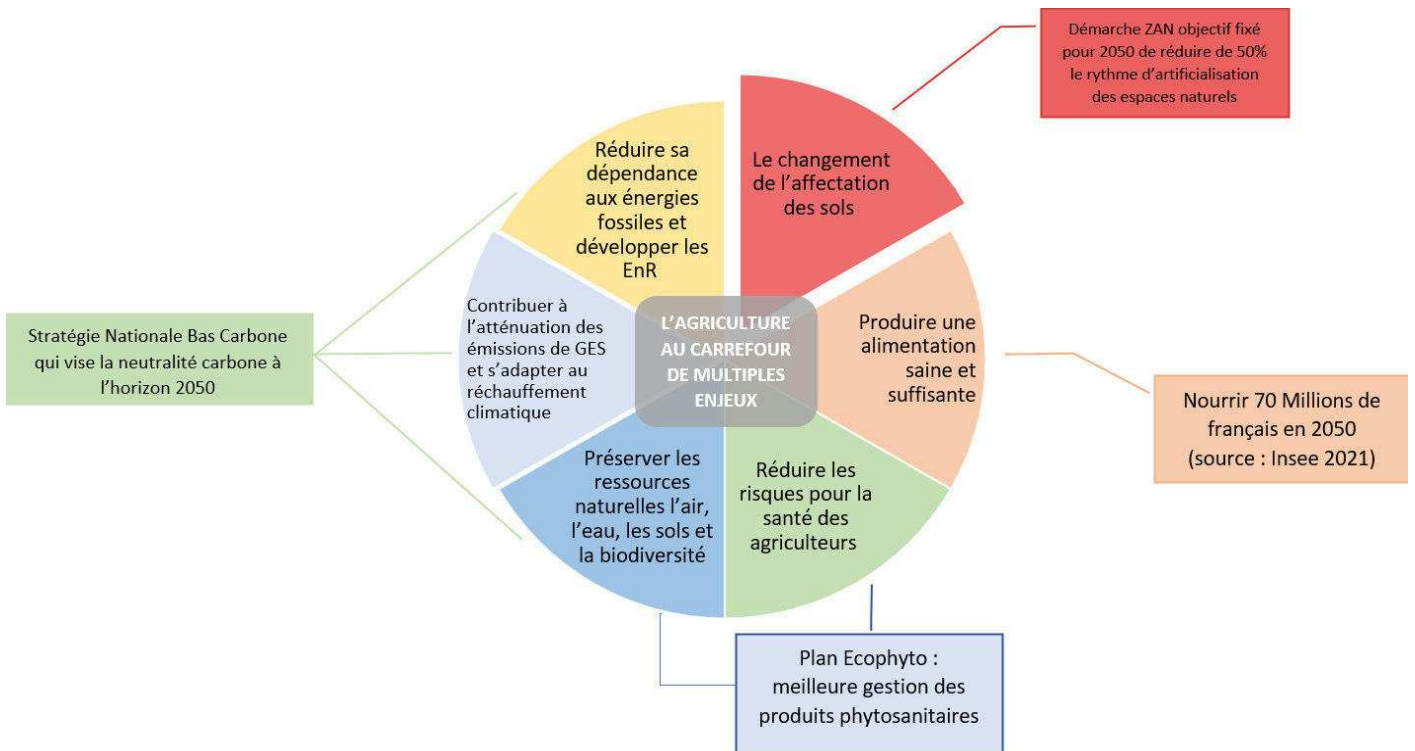 Démarche ZAN objectif fixé
pour 2050 de réduire de 50%
le rythme d'artificialisation
des espaces naturels
Réduire sa
dépendance
aux énergies
fossiles et
développer les
EnR
Le changement
de l'affectation
des sols
Stratégie Nationale Bas Carbone
qui vise la neutralité carbone à
l'horizon 2050
Contribuer à
l'atténuation des
émissions de GES
et s'adapter au
réchauffement
climatique
L'AGRICULTURE
AU CARREFOUR
DE MULTIPLES
ENJEUX
Produire une
alimentation
saine et
suffisante
Nourrir 70 Millions de
français en 2050
(source : Insee 2021)
Préserver les
ressources
naturelles l'air,
l'eau, les sols et
la biodiversité
Réduire les
risques pour la
santé des
agriculteurs
Plan Ecophyto :
meilleure gestion des
produits phytosanitaires